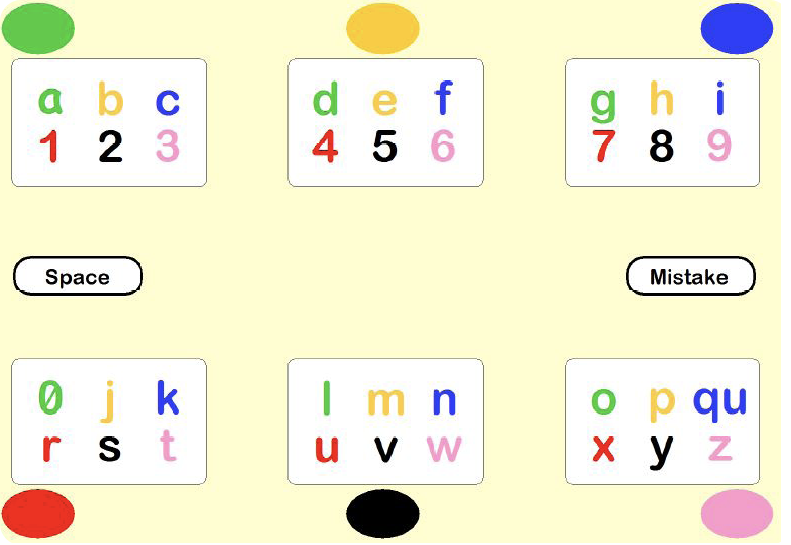 a b c
1 2 3
d e f
4 5 6
g h i
7 8 9
Space
Mistake
0 j k
r s t
l m n
u v w
o p qu
x y z